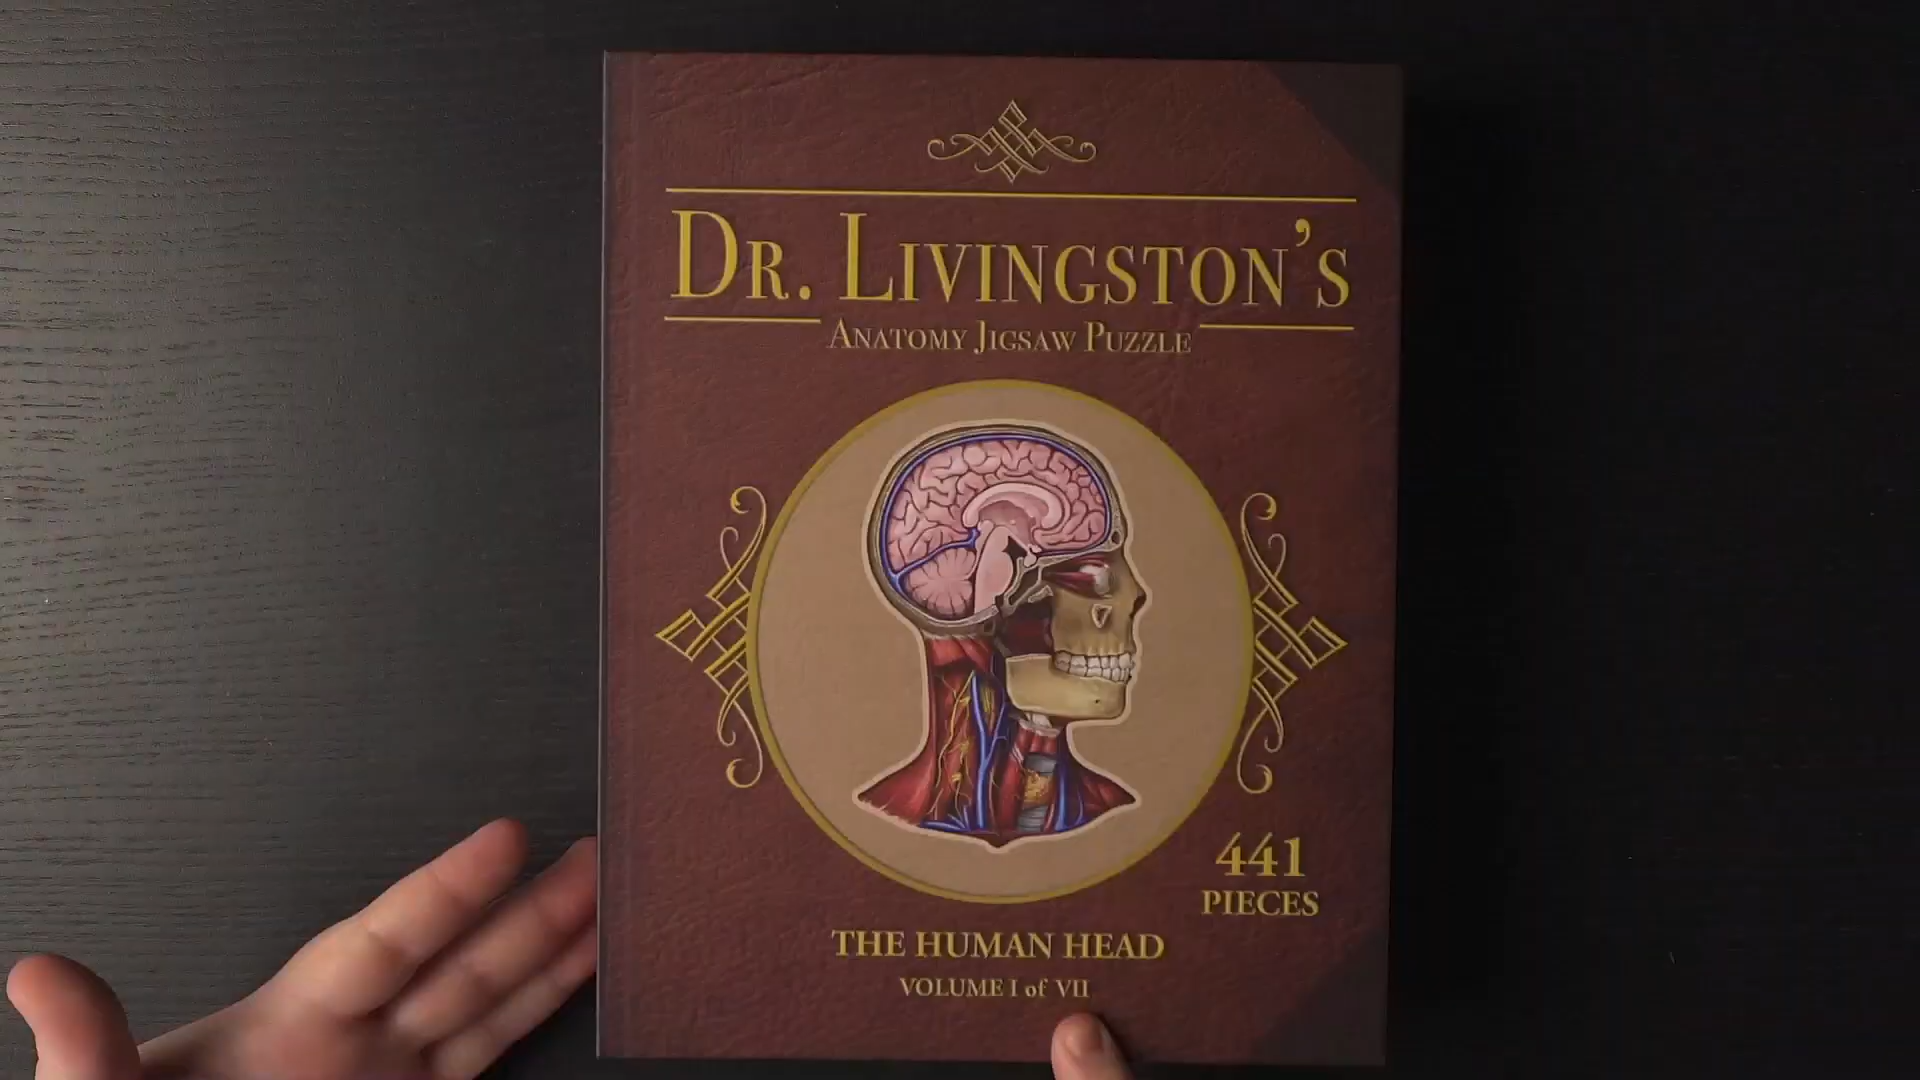 DR. LIVINGSTON'S
ANATOMY JIGSAW PUZZLE
441
PIECES
THE HUMAN HEAD
VOLUME I of VII